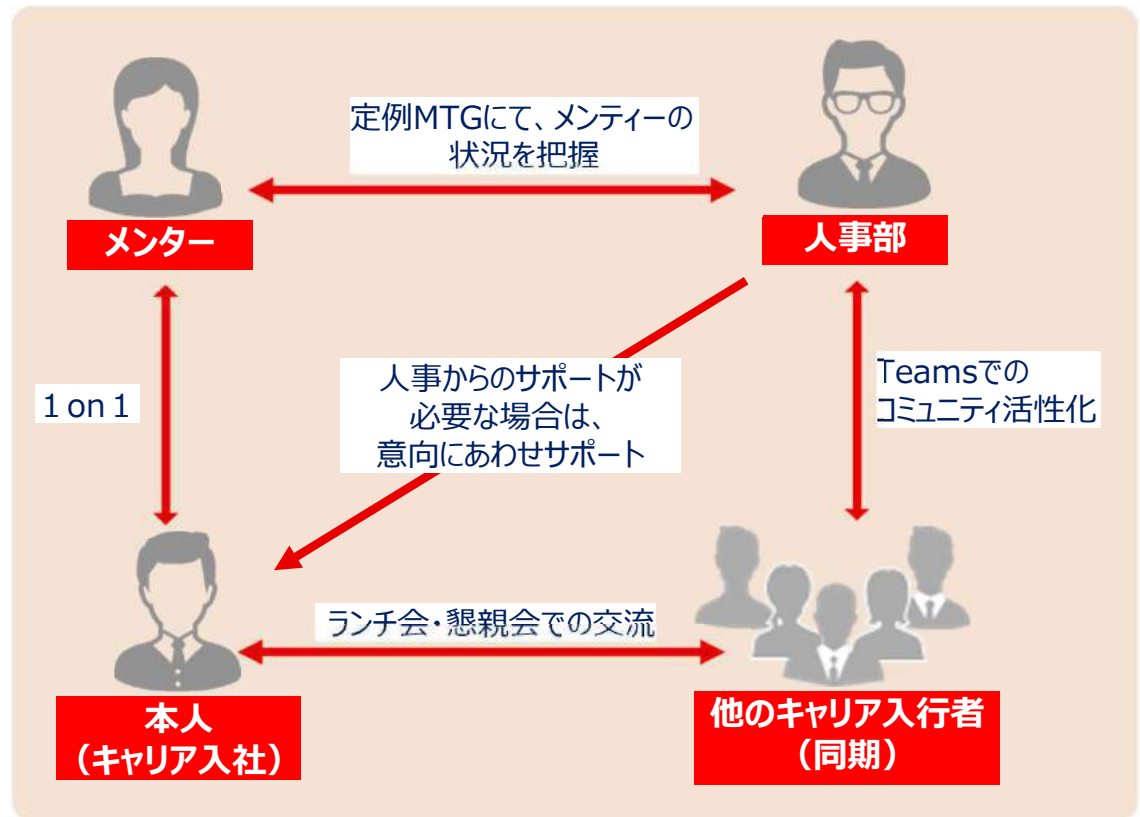 定例MTGにて、メンティーの
状況を把握
メンター
人事部
1 on 1
人事からのサポートが
必要な場合は、
意向にあわせサポート
Teamsでの
コミュニティ活性化
ランチ会・懇親会での交流
本人
（キャリア入社）
他のキャリア入行者
（同期）